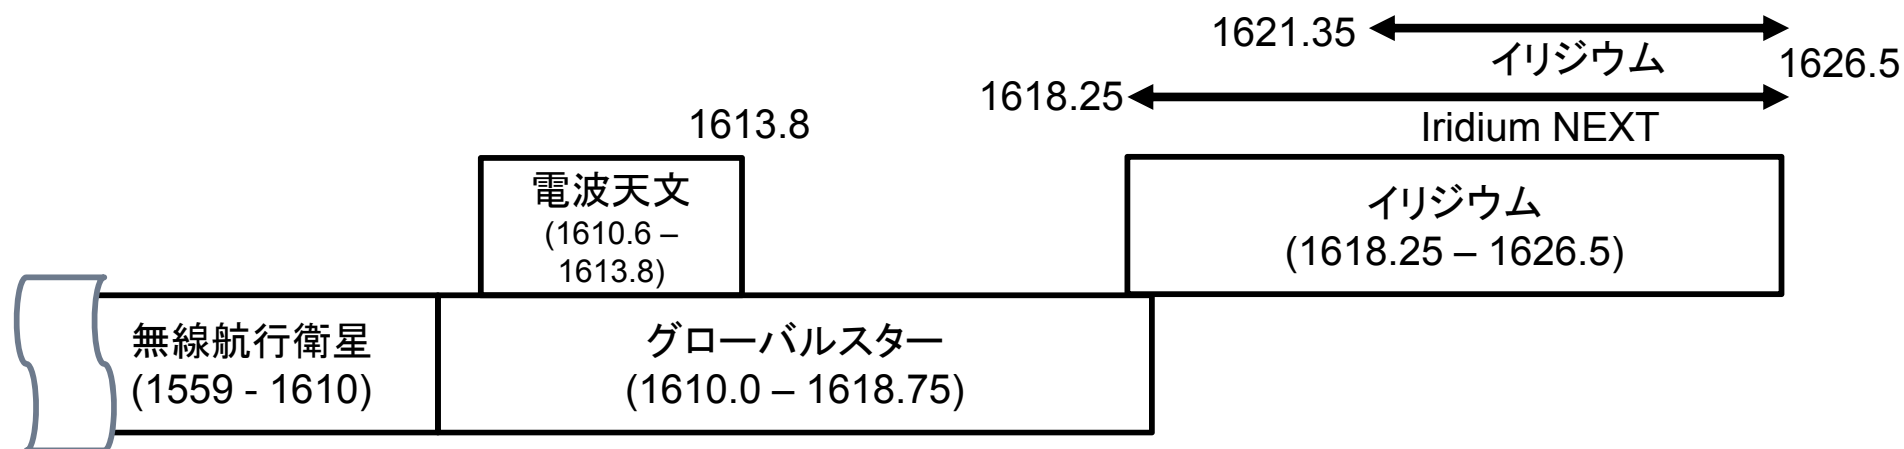 1621.35
イリジウム
1626.5
1618.25
Iridium NEXT
1613.8
電波天文
(1610.6 –
1613.8)
イリジウム
(1618.25 – 1626.5)
無線航行衛星
(1559 - 1610)
グローバルスター
(1610.0 – 1618.75)